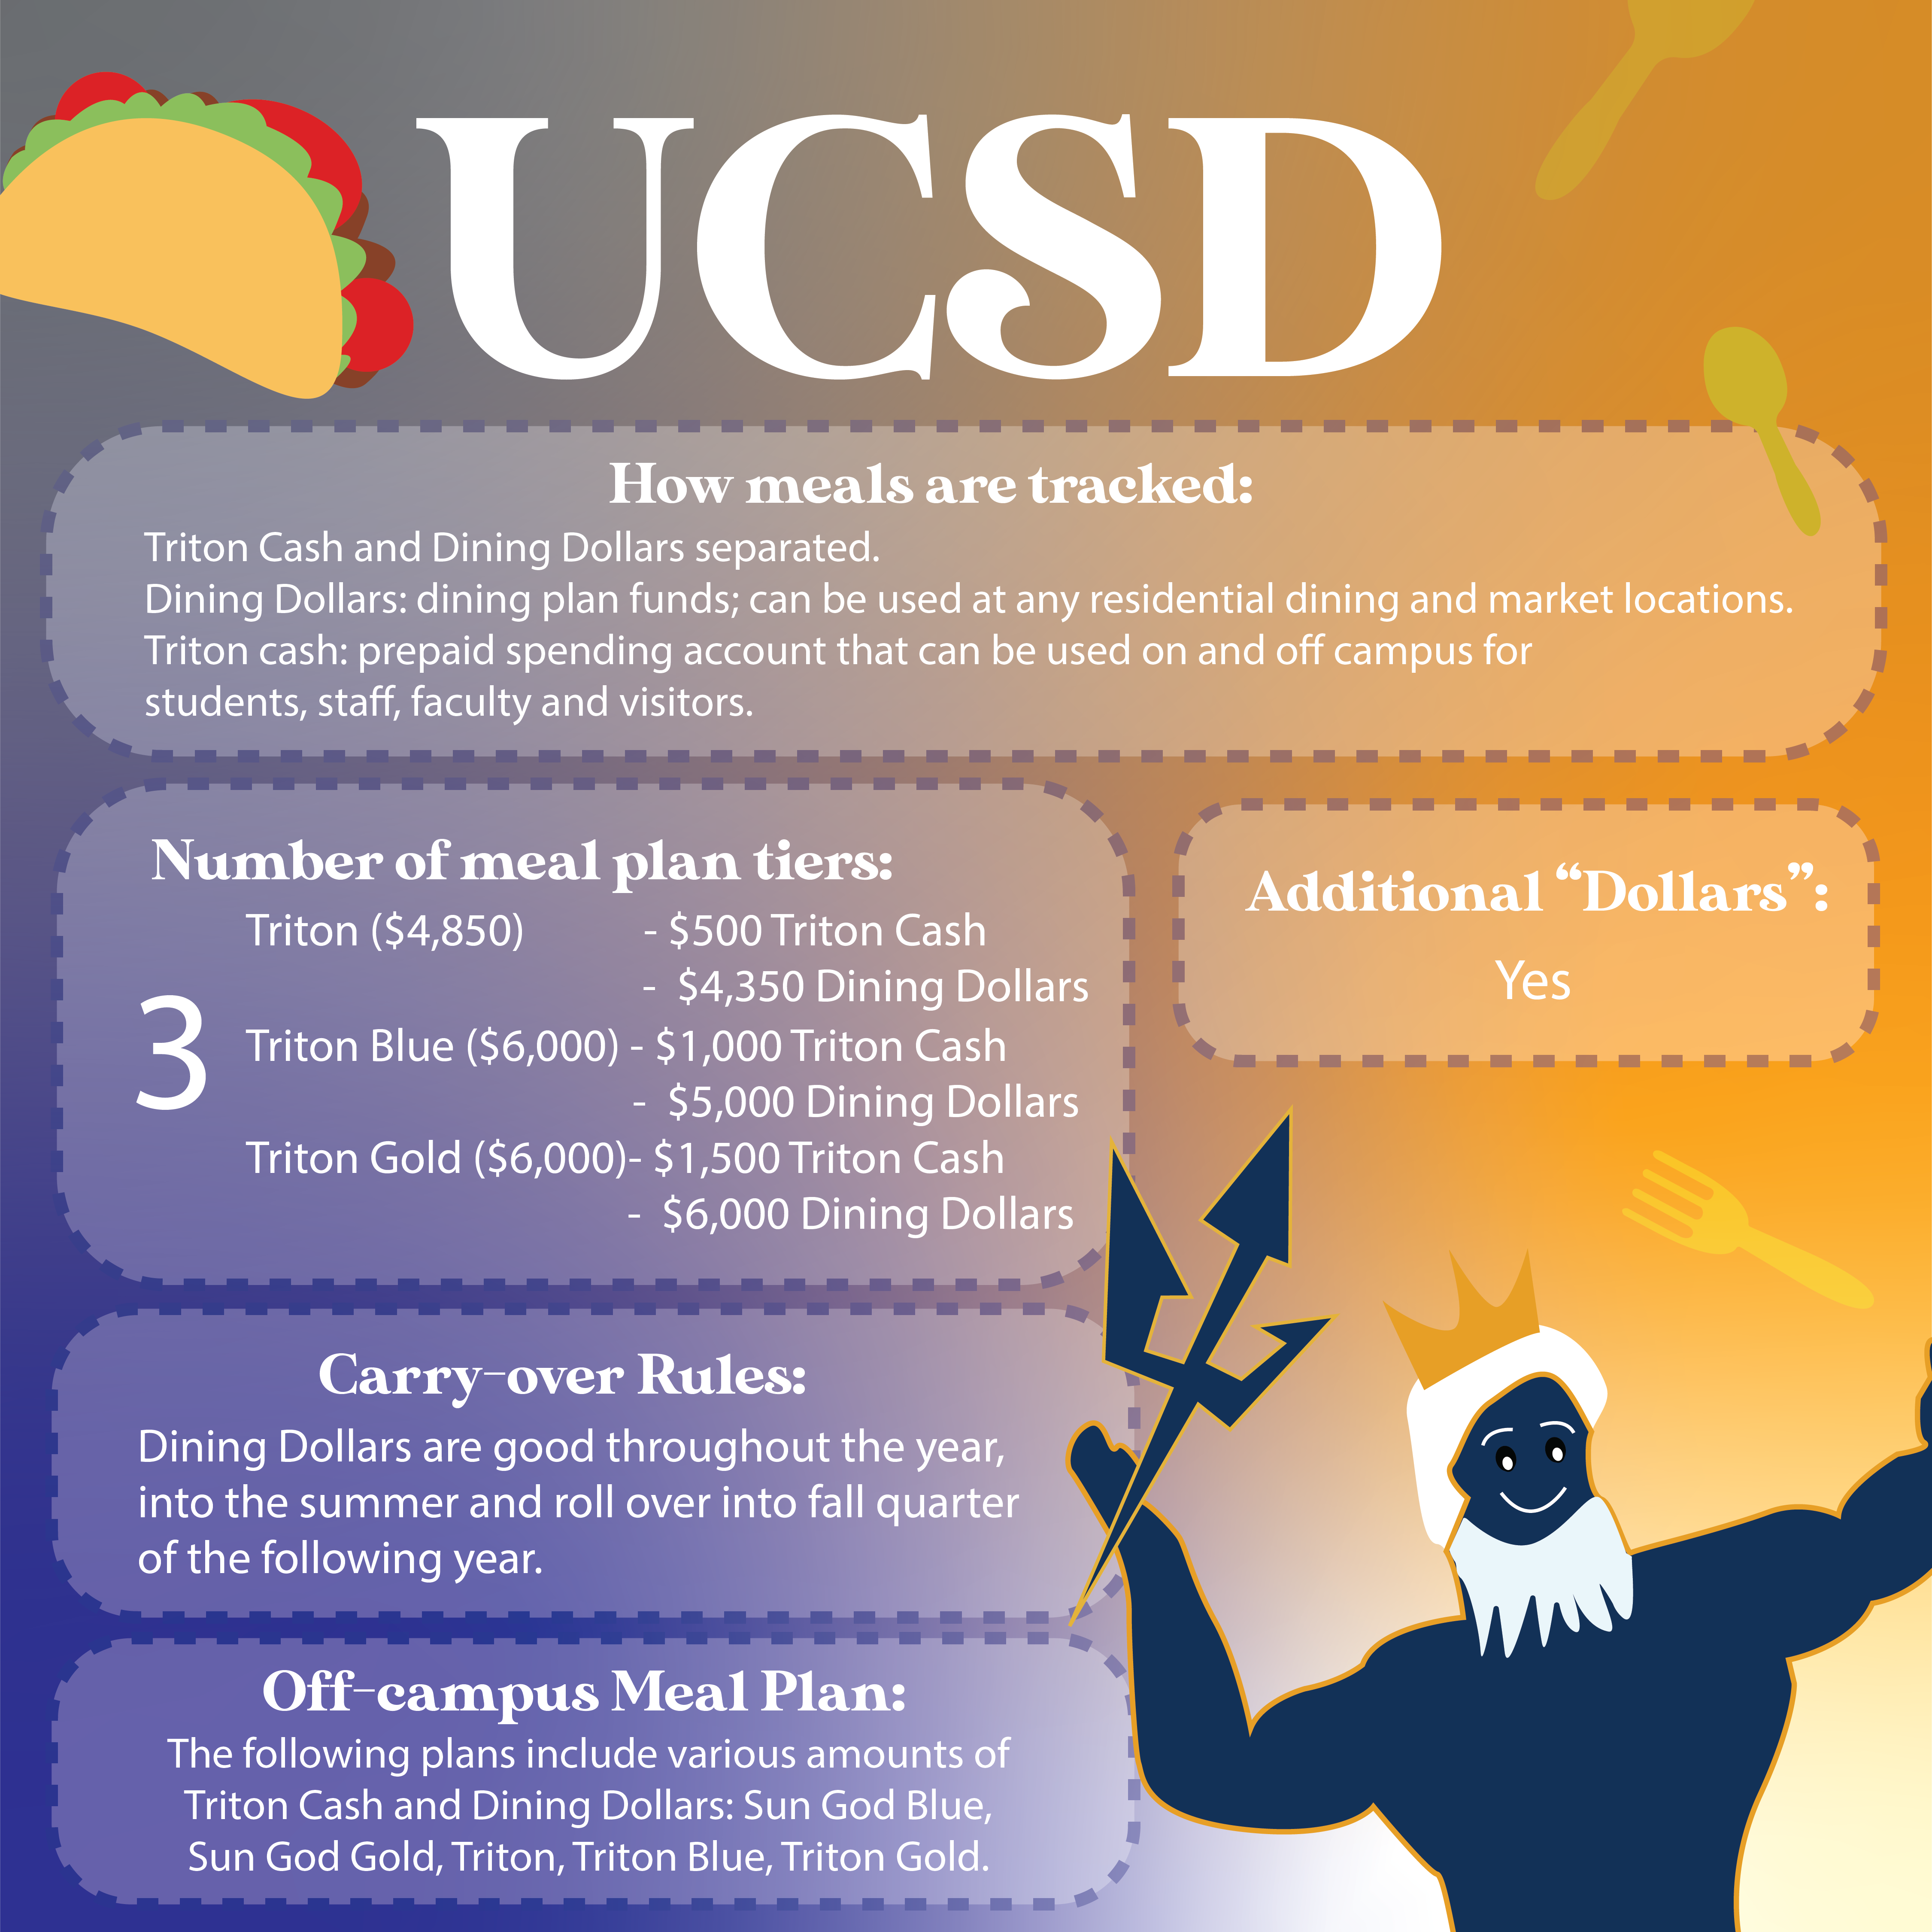 UCSD
How meals are tracked:
Triton Cash and Dining Dollars separated.
Dining Dollars: dining plan funds; can be used at any residential dining and market locations.
Triton cash: prepaid spending account that can be used on and off campus for
students, staff, faculty and visitors.
Number of meal plan tiers:
3
Triton ($4,850) - $500 Triton Cash
- $4,350 Dining Dollars
Triton Blue ($6,000) - $1,000 Triton Cash
- $5,000 Dining Dollars
Triton Gold ($6,000)- $1,500 Triton Cash
- $6,000 Dining Dollars
Additional “Dollars”:
Yes
Carry-over Rules:
Dining Dollars are good throughout the year,
into the summer and roll over into fall quarter
of the following year.
Off-campus Meal Plan:
The following plans include various amounts of
Triton Cash and Dining Dollars: Sun God Blue,
Sun God Gold, Triton, Triton Blue, Triton Gold.